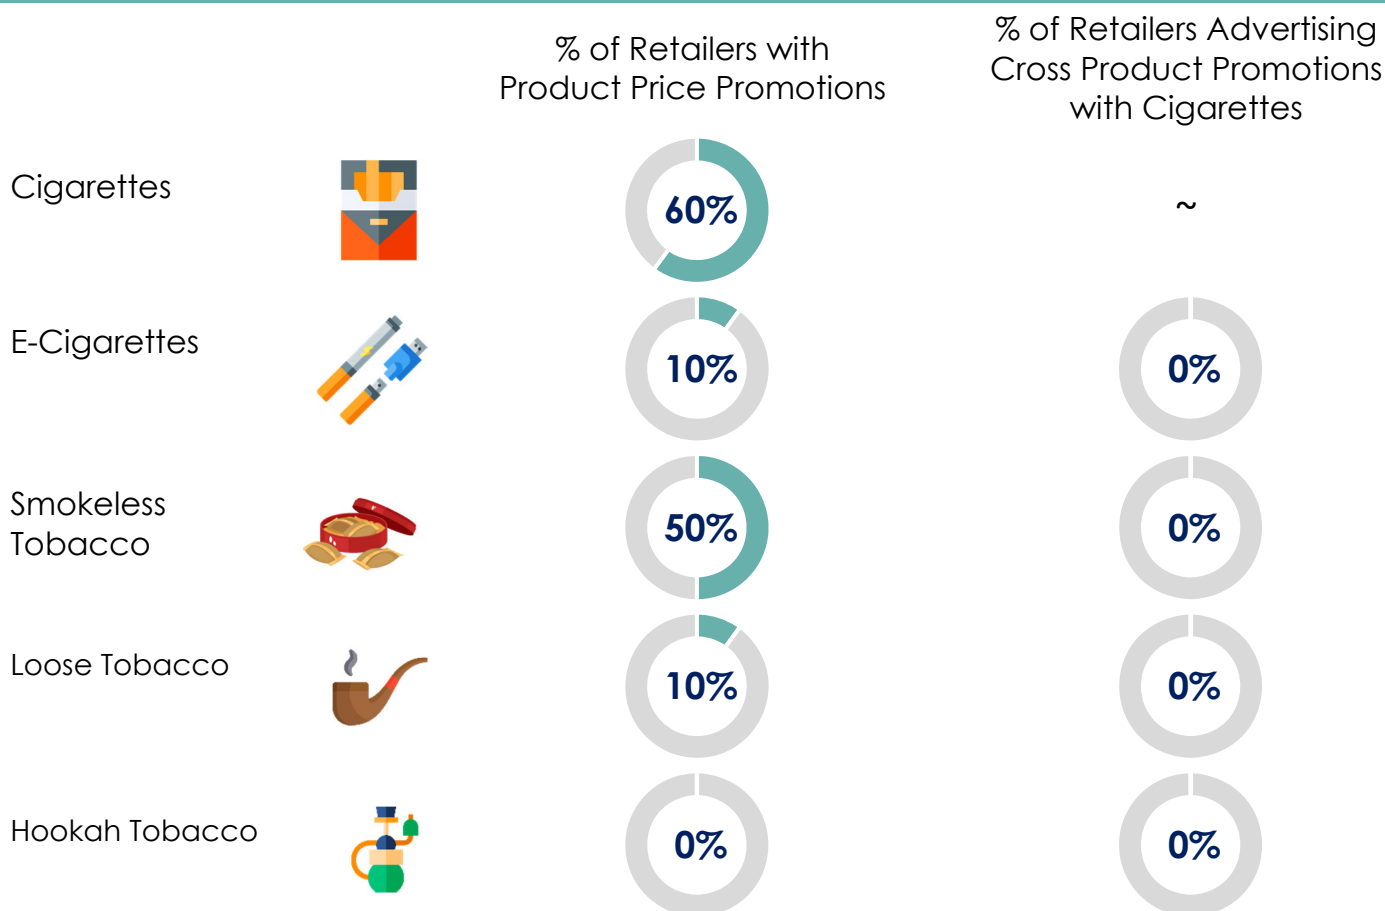 % of Retailers with
Product Price Promotions
% of Retailers Advertising
Cross Product Promotions
with Cigarettes
Cigarettes
60%
~
E-Cigarettes
10%
0%
Smokeless
Tobacco
50%
0%
Loose Tobacco
10%
0%
Hookah Tobacco
0%
0%